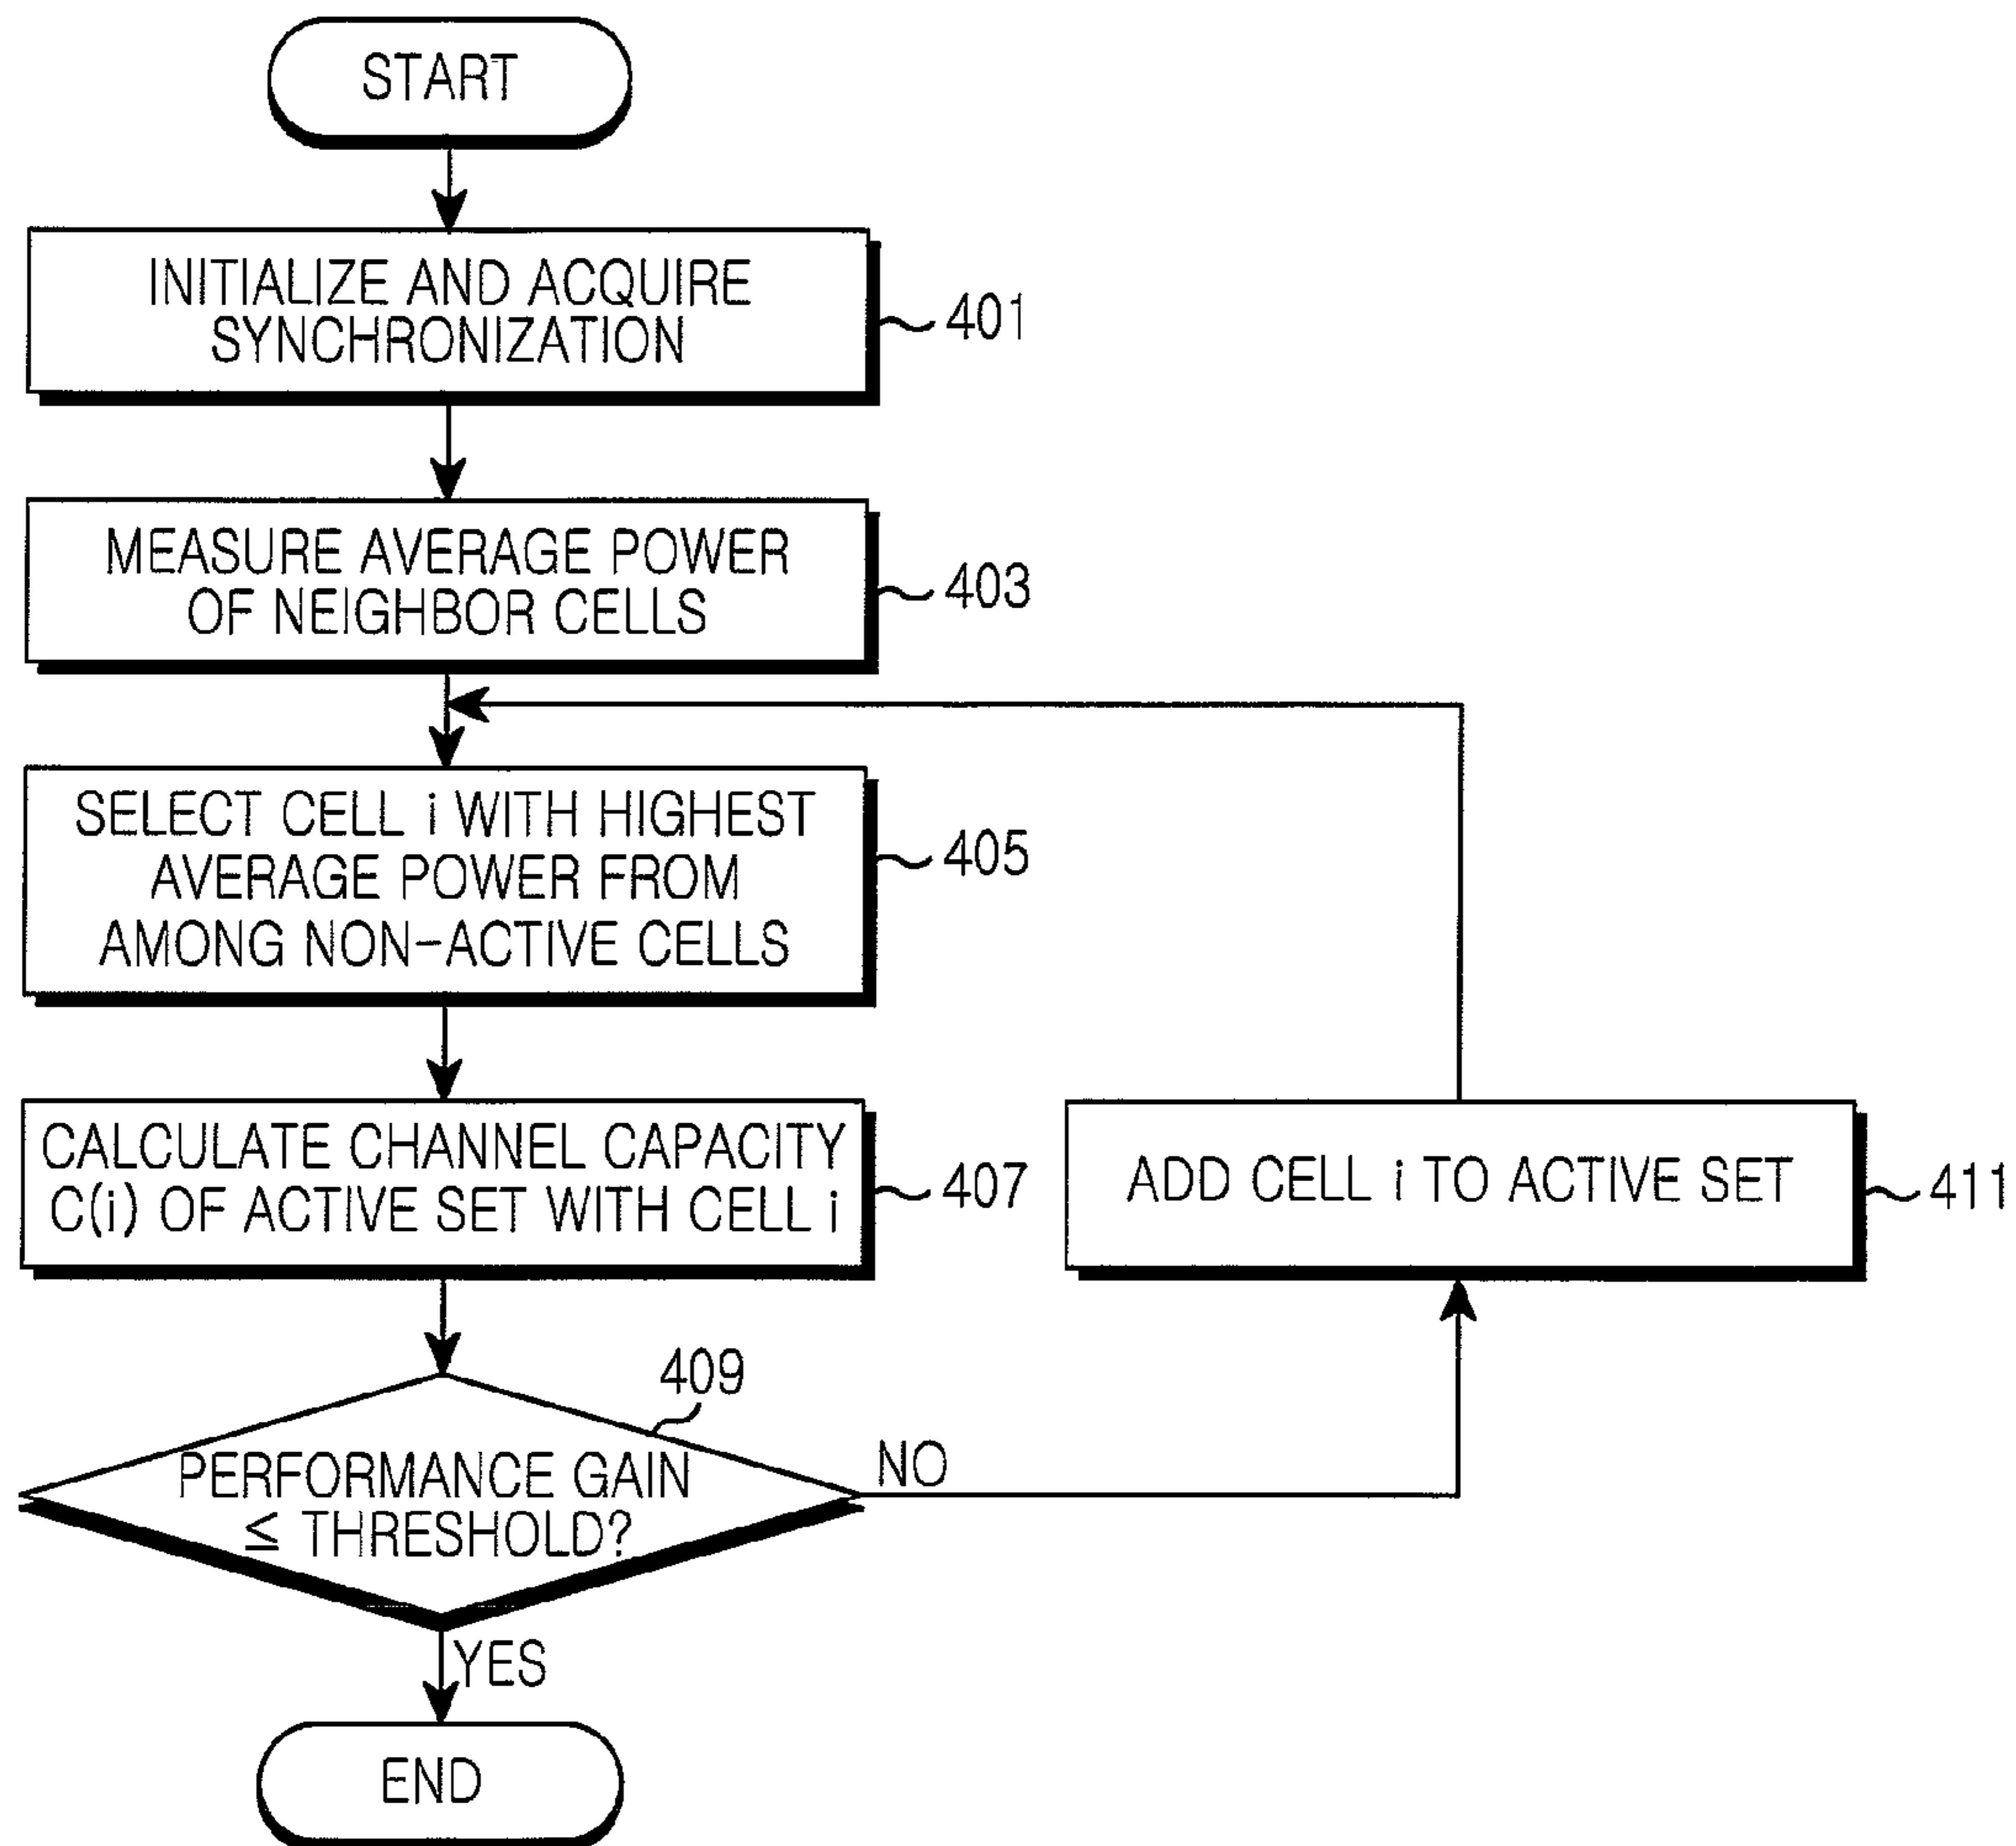 START
INITIALIZE AND ACQUIRE
SYNCHRONIZATION
401
MEASURE AVERAGE POWER
OF NEIGHBOR CELLS
403
SELECT CELL i WITH HIGHEST
AVERAGE POWER FROM
AMONG NON-ACTIVE CELLS
405
CALCULATE CHANNEL CAPACITY
C(i) OF ACTIVE SET WITH CELL i
407
ADD CELL i TO ACTIVE SET
411
409
PERFORMANCE GAIN
≤ THRESHOLD?
NO
YES
END